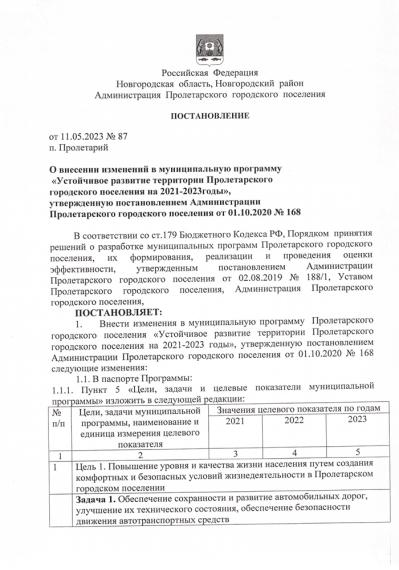 Российская Федерация
Новгородская область, Новгородский район
Администрация Пролетарского городского поселения
ПОСТАНОВЛЕНИЕ
от 11.05.2023 № 87
п. Пролетарий
О внесении изменений в муниципальную программу
«Устойчивое развитие территории Пролетарского
городского поселения на 2021-2023годы»,
утвержденную постановлением Администрации
Пролетарского городского поселения от 01.10.2020 № 168
В соответствии со ст.179 Бюджетного Кодекса РФ, Порядком принятия
решений о разработке муниципальных программ Пролетарского городского
поселения, их формирования, реализации и проведения оценки
эффективности, утвержденным постановлением Администрации
Пролетарского городского поселения от 02.08.2019 № 188/1, Уставом
Пролетарского городского поселения, Администрация Пролетарского
городского поселения,
ПОСТАНОВЛЯЕТ:
1. Внести изменения в муниципальную программу Пролетарского
городского поселения «Устойчивое развитие территории Пролетарского
городского поселения на 2021-2023 годы», утвержденную постановлением
Администрации Пролетарского городского поселения от 01.10.2020 № 168
следующие изменения:
1.1. В паспорте Программы:
1.1.1. Пункт 5 «Цели, задачи и целевые показатели муниципальной
программы» изложить в следующей редакции:
№ п/п
Цели, задачи муниципальной
программы, наименование и
единица измерения целевого
показателя
Значения целевого показателя по годам
2021 2022 2023
1 2 3 4 5
1 Цель 1. Повышение уровня и качества жизни населения путем создания
комфортных и безопасных условий жизнедеятельности в Пролетарском
городском поселении
Задача 1. Обеспечение сохранности и развитие автомобильных дорог,
улучшение их технического состояния, обеспечение безопасности
движения автотранспортных средств